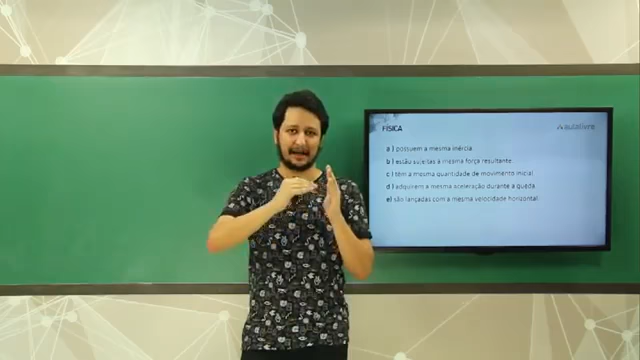 FÍSICA
aulalivre
a) possuem a mesma inércia.
b) estão sujeitas à mesma força resultante.
c) têm a mesma quantidade de movimento inicial.
d) adquirem a mesma aceleração durante a queda.
e) são lançadas com a mesma velocidade horizontal.